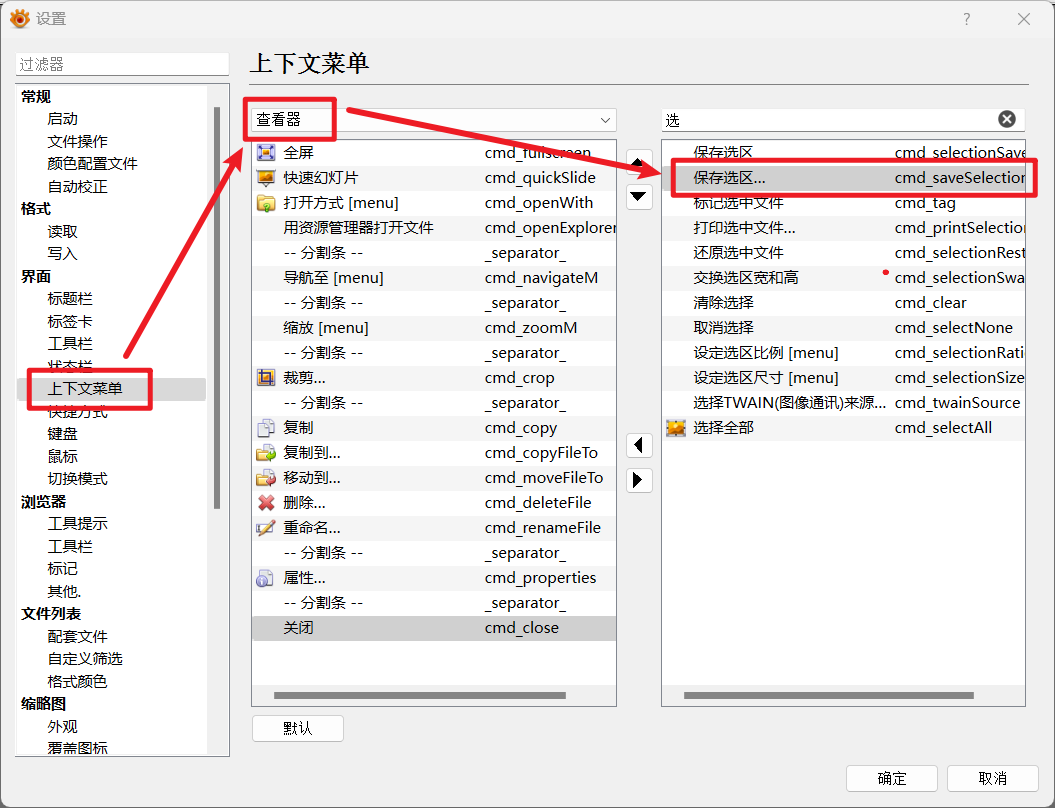 设置
?
过滤器
常规
启动
文件操作
颜色配置文件
自动校正
格式
读取
写入
界面
标题栏
标签卡
工具栏
状态栏
上下文菜单
快捷方式
键盘
鼠标
切换模式
浏览器
工具提示
工具栏
标记
其他.
文件列表
配套文件
自定义筛选
格式颜色
缩略图
外观
覆盖图标
上下文菜单
查看器
全屏 cmd_fullscreen
快速幻灯片 cmd_quickSlide
打开方式 [menu] cmd_openWith
用资源管理器打开文件 cmd_openExplorer
-- 分割条 -- _separator_
导航至 [menu] cmd_navigateM
-- 分割条 -- _separator_
缩放 [menu] cmd_zoomM
-- 分割条 -- _separator_
裁剪... cmd_crop
-- 分割条 -- _separator_
复制 cmd_copy
复制到... cmd_copyFileTo
移动到... cmd_moveFileTo
删除... cmd_deleteFile
重命名... cmd_renameFile
-- 分割条 -- _separator_
属性... cmd_properties
-- 分割条 -- _separator_
关闭 cmd_close
默认
选
保存选区 cmd_selectionSave
保存选区... cmd_saveSelection
标记选中文件 cmd_tag
打印选中文件... cmd_printSelection
还原选中文件 cmd_selectionRest
交换选区宽和高 cmd_selectionSwa
清除选择 cmd_clear
取消选择 cmd_selectNone
设定选区比例 [menu] cmd_selectionRati
设定选区尺寸 [menu] cmd_selectionSize
选择TWAIN(图像通讯)来源... cmd_twainSource
选择全部 cmd_selectAll
确定
取消